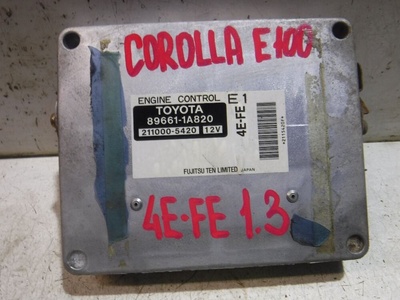 COROLLA E100
ENGINE CONTROL E1
TOYOTA
89661-1A820
211000-5420 12V
4E-FE
*2115420*
FUJITSU TEN LIMITED JAPAN
4E-FE 1.3